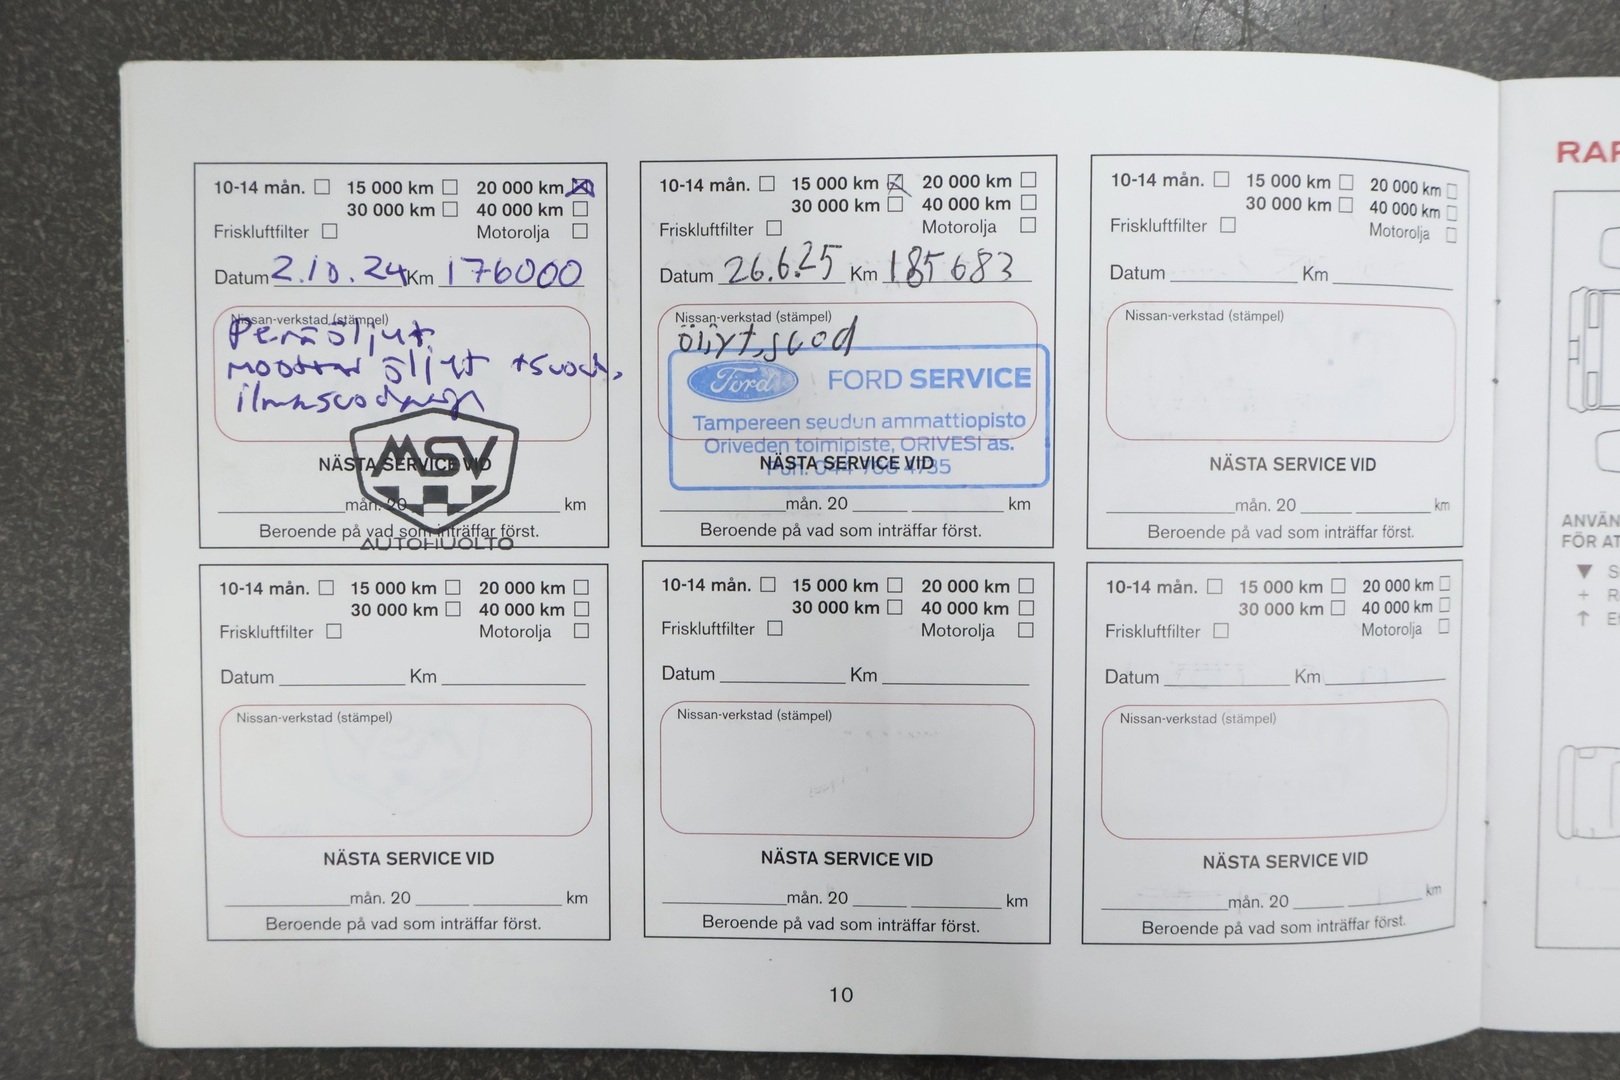 10-14 mån. 15 000 km 20 000 km
30 000 km 40 000 km
Friskluftfilter Motorolja
Datum 2.10.24 Km 176000
Nissan-verkstad (stämpel)
Peräöljyt
moottori öljyt +suod.
NÄSTA SERVICE VID
MSV
mån. 20 km
Beroende på vad som inträffar först.
AUTOHUOLTO
10-14 mån. 15 000 km 20 000 km
30 000 km 40 000 km
Friskluftfilter Motorolja
Datum 26.6.25 Km 185683
Nissan-verkstad (stämpel)
öljyt, suod
Ford FORD SERVICE
Tampereen seudun ammattiopisto
Oriveden toimipiste, ORIVESI as.
NÄSTA SERVICE VID
mån. 20 km
Beroende på vad som inträffar först.
10-14 mån. 15 000 km 20 000 km
30 000 km 40 000 km
Friskluftfilter Motorolja
Datum Km
Nissan-verkstad (stämpel)
NÄSTA SERVICE VID
mån. 20 km
Beroende på vad som inträffar först.
10-14 mån. 15 000 km 20 000 km
30 000 km 40 000 km
Friskluftfilter Motorolja
Datum Km
Nissan-verkstad (stämpel)
NÄSTA SERVICE VID
mån. 20 km
Beroende på vad som inträffar först.
10-14 mån. 15 000 km 20 000 km
30 000 km 40 000 km
Friskluftfilter Motorolja
Datum Km
Nissan-verkstad (stämpel)
NÄSTA SERVICE VID
mån. 20 km
Beroende på vad som inträffar först.
10-14 mån. 15 000 km 20 000 km
30 000 km 40 000 km
Friskluftfilter Motorolja
Datum Km
Nissan-verkstad (stämpel)
NÄSTA SERVICE VID
mån. 20 km
Beroende på vad som inträffar först.
10
FÖR AT